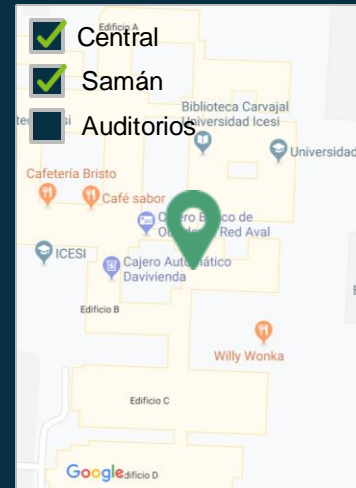 Edificio A
Central
Samán
Auditorios
Biblioteca Carvajal
Universidad Icesi
Universidad
Cafetería Bristo
Café sabor
Cajero Banco de
Red Aval
ICESI
Cajero Automático
Davivienda
Edificio B
Willy Wonka
Edificio C
Google
Edificio D